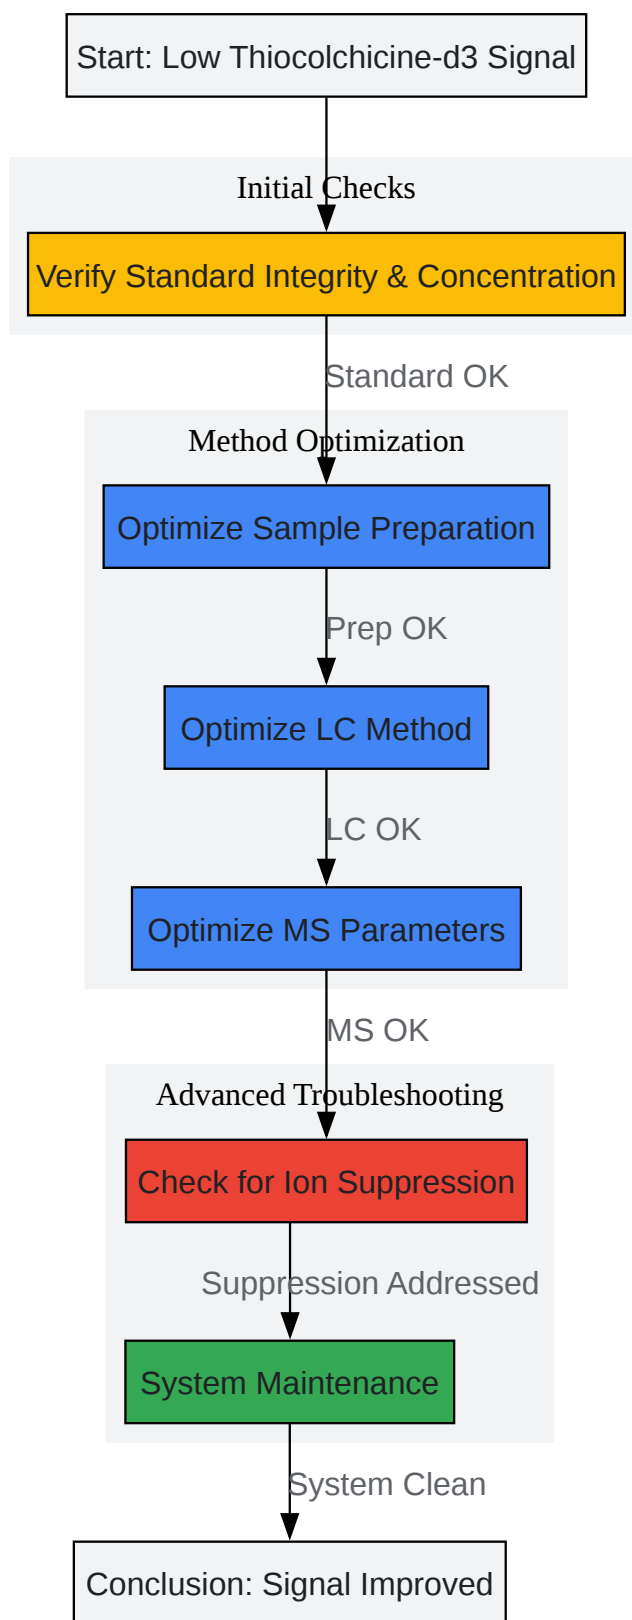 Start: Low Thiocolchicine-d3 Signal
Initial Checks
Verify Standard Integrity & Concentration
Standard OK
Method Optimization
Optimize Sample Preparation
Prep OK
Optimize LC Method
LC OK
Optimize MS Parameters
MS OK
Advanced Troubleshooting
Check for Ion Suppression
Suppression Addressed
System Maintenance
System Clean
Conclusion: Signal Improved